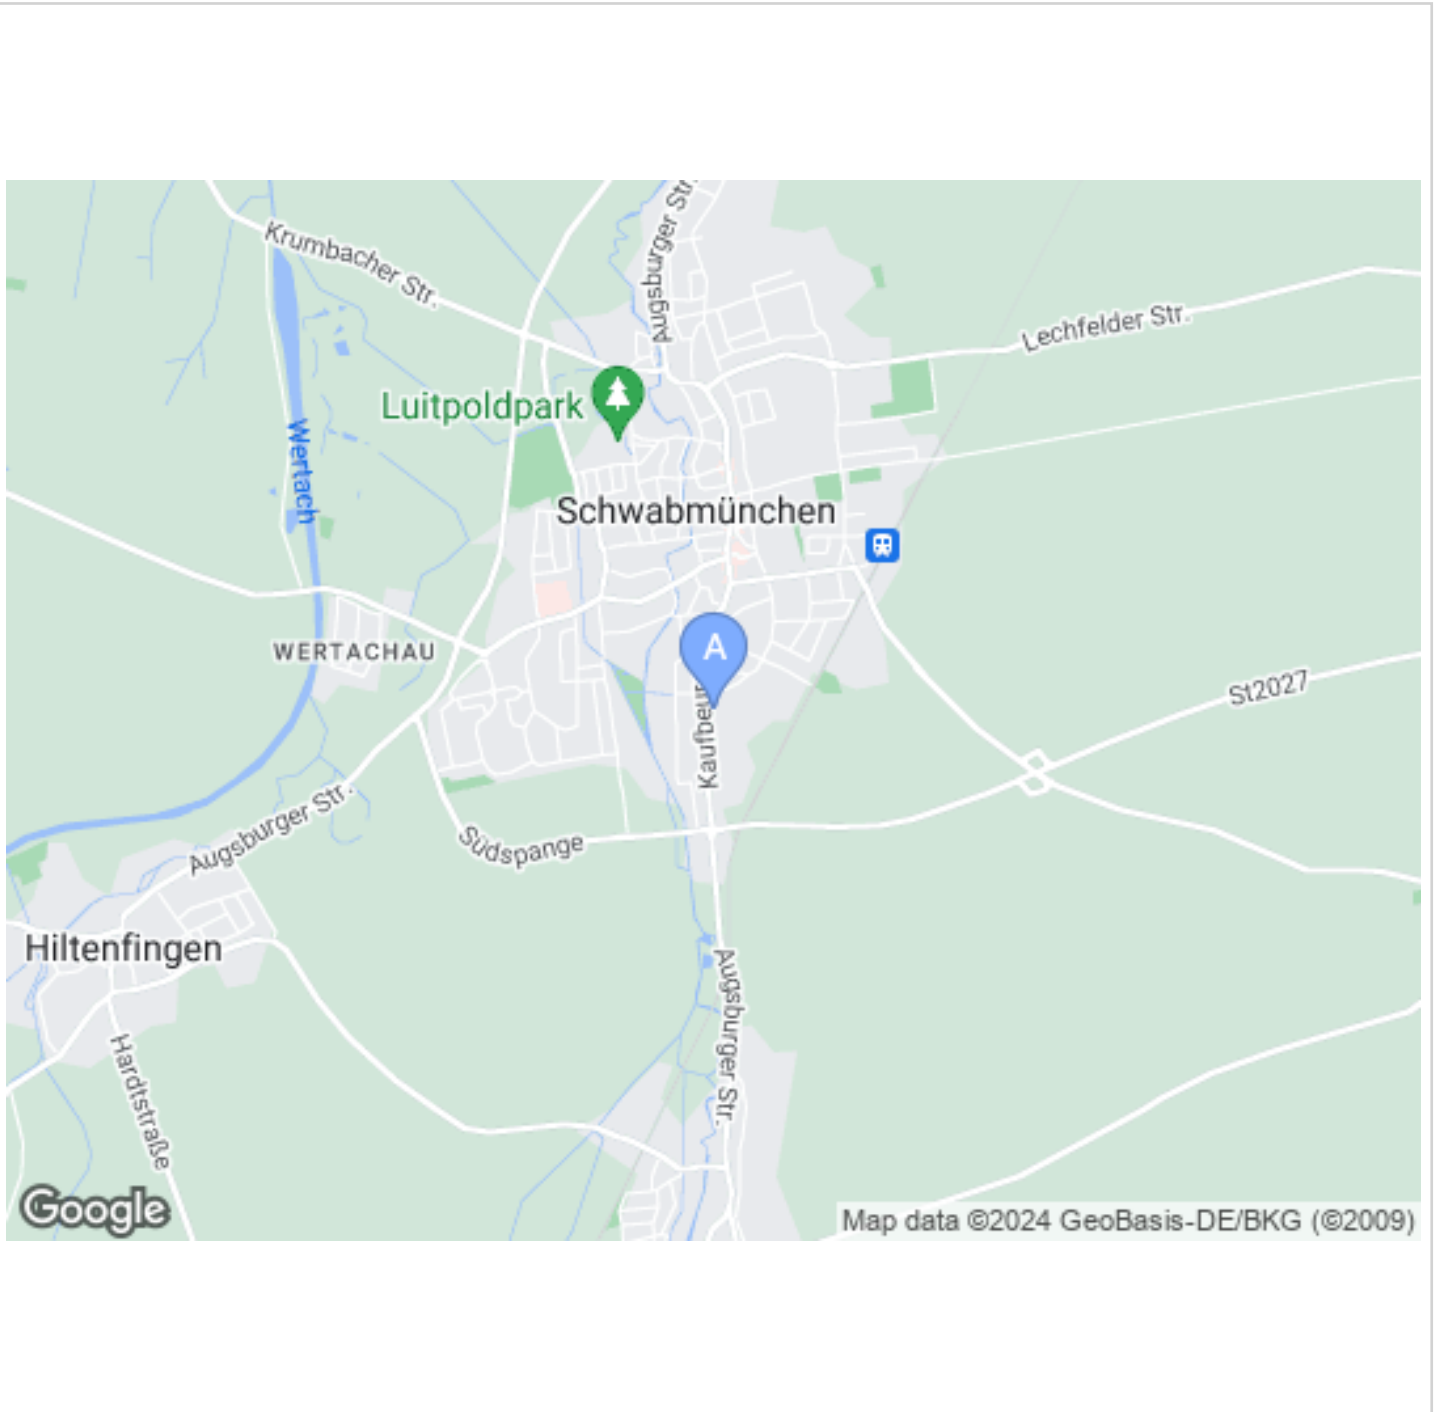 Augsburger Str.
Krumbacher Str.
Lechfelder Str.
Luitpoldpark
Wertach
Schwabmünchen
WERTACHAU
A
St2027
Kaufbeur
Augsburger Str.
Südspange
Hiltenfingen
Augsburger Str.
Hardtstraße
Google
Map data ©2024 GeoBasis-DE/BKG (©2009)